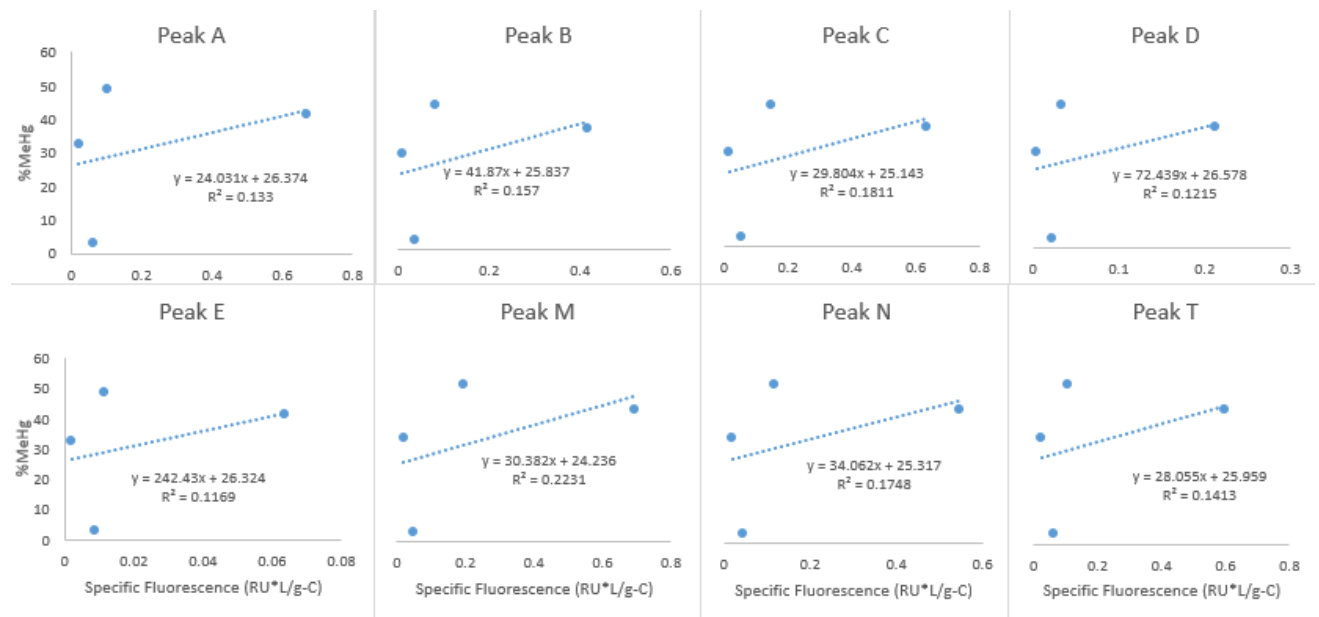 Peak A
60
50
40
30
20
10
0
%MeHg
y = 24.031x + 26.374
R² = 0.133
0 0.2 0.4 0.6 0.8
Peak B
y = 41.87x + 25.837
R² = 0.157
0 0.2 0.4 0.6
Peak C
y = 29.804x + 25.143
R² = 0.1811
0 0.2 0.4 0.6 0.8
Peak D
y = 72.439x + 26.578
R² = 0.1215
0 0.1 0.2 0.3
Peak E
60
50
40
30
20
10
0
%MeHg
y = 242.43x + 26.324
R² = 0.1169
0 0.02 0.04 0.06 0.08
Specific Fluorescence (RU*L/g-C)
Peak M
y = 30.382x + 24.236
R² = 0.2231
0 0.2 0.4 0.6 0.8
Specific Fluorescence (RU*L/g-C)
Peak N
y = 34.062x + 25.317
R² = 0.1748
0 0.2 0.4 0.6
Specific Fluorescence (RU*L/g-C)
Peak T
y = 28.055x + 25.959
R² = 0.1413
0 0.2 0.4 0.6 0.8
Specific Fluorescence (RU*L/g-C)